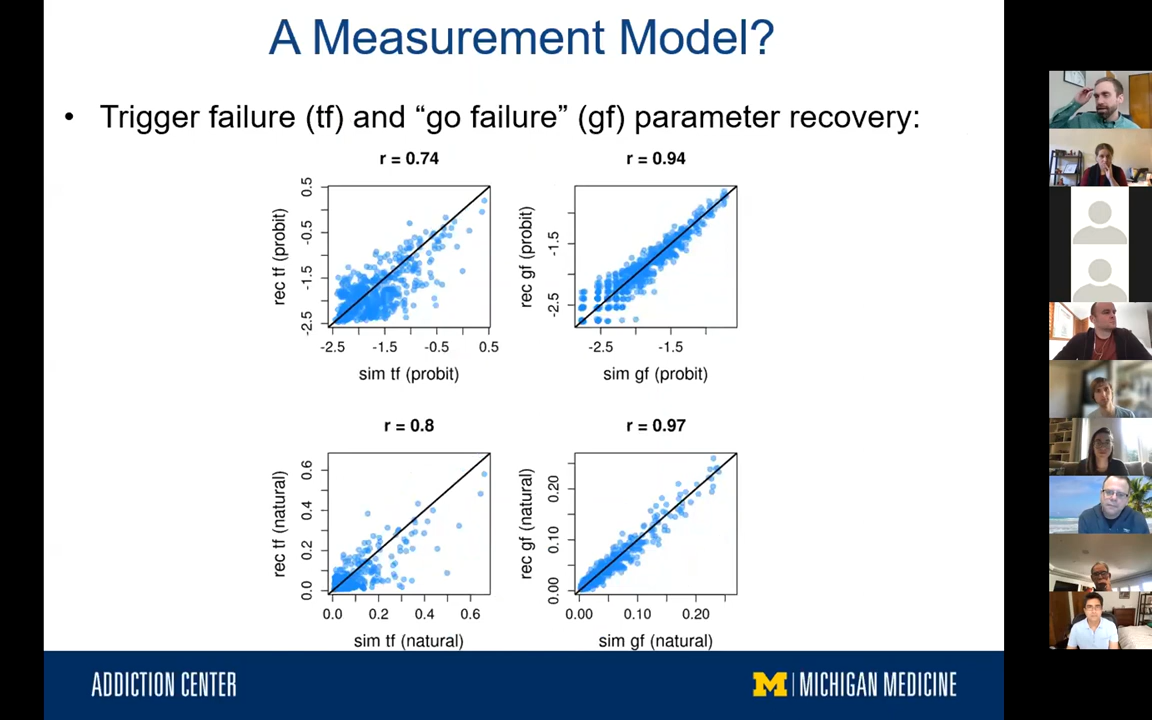 A Measurement Model?
• Trigger failure (tf) and “go failure” (gf) parameter recovery:
r = 0.74
rec tf (probit)
0.5
-0.5
-1.5
-2.5
-2.5 -1.5 -0.5 0.5
sim tf (probit)
r = 0.94
rec gf (probit)
-1.5
-2.5
-2.5 -1.5
sim gf (probit)
r = 0.8
rec tf (natural)
0.6
0.4
0.2
0.0
0.0 0.2 0.4 0.6
sim tf (natural)
r = 0.97
rec gf (natural)
0.20
0.10
0.00
0.00 0.10 0.20
sim gf (natural)
ADDICTION CENTER
M | MICHIGAN MEDICINE